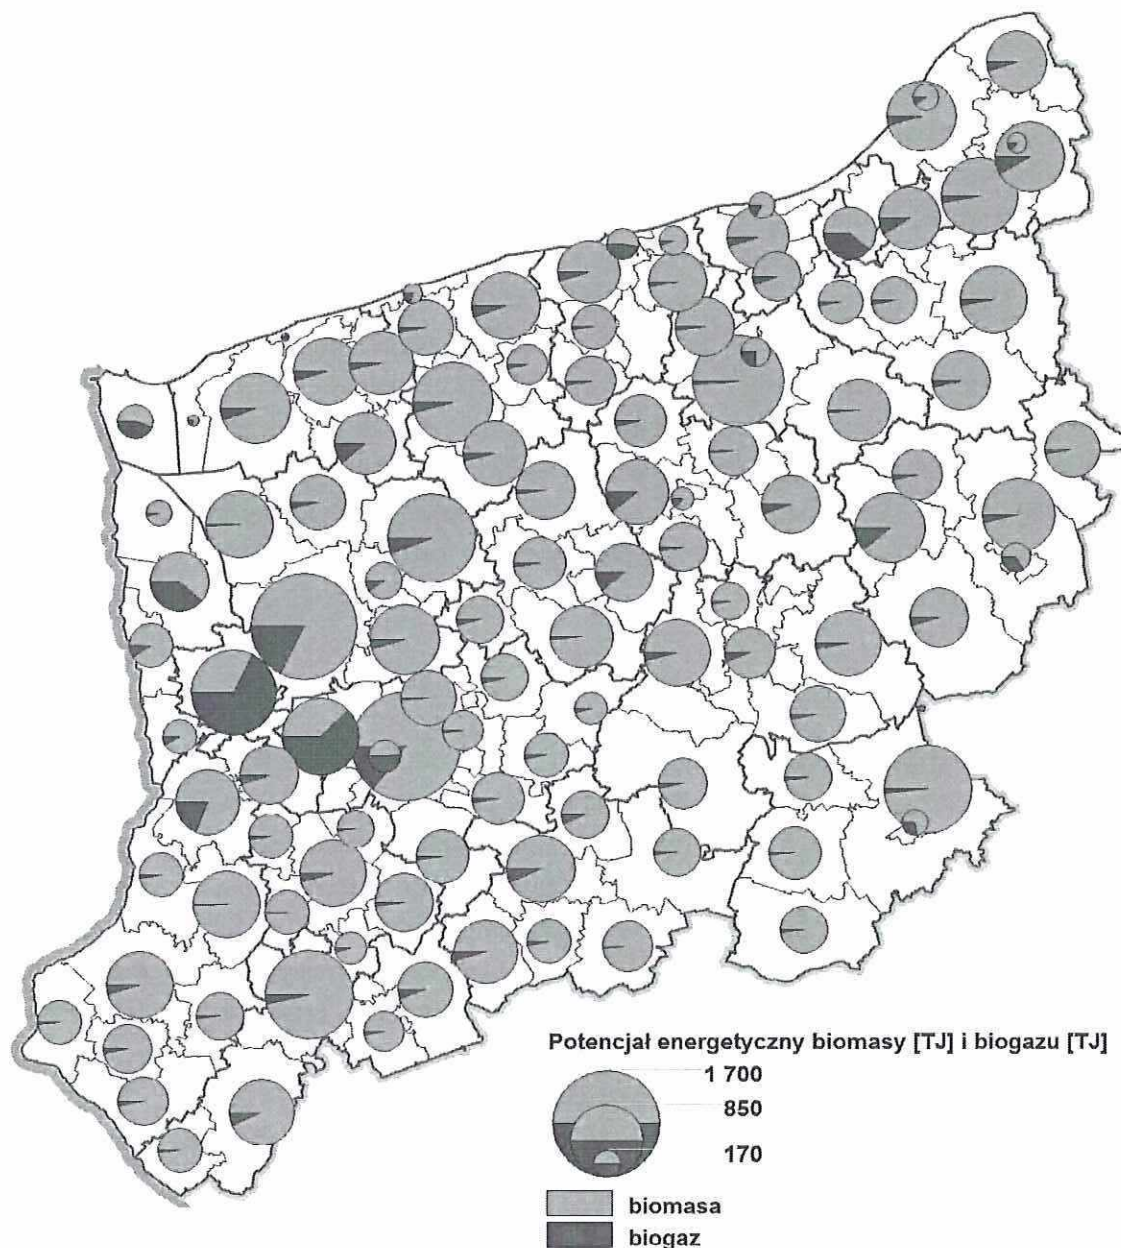 Potencjał energetyczny biomasy [TJ] i biogazu [TJ]
1 700
850
170
biomasa
biogaz